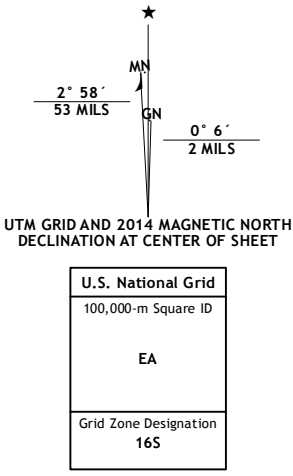 ★
MN
GN
2° 58´
53 MILS
0° 6´
2 MILS
UTM GRID AND 2014 MAGNETIC NORTH
DECLINATION AT CENTER OF SHEET
U.S. National Grid
100,000-m Square ID
EA
Grid Zone Designation
16S